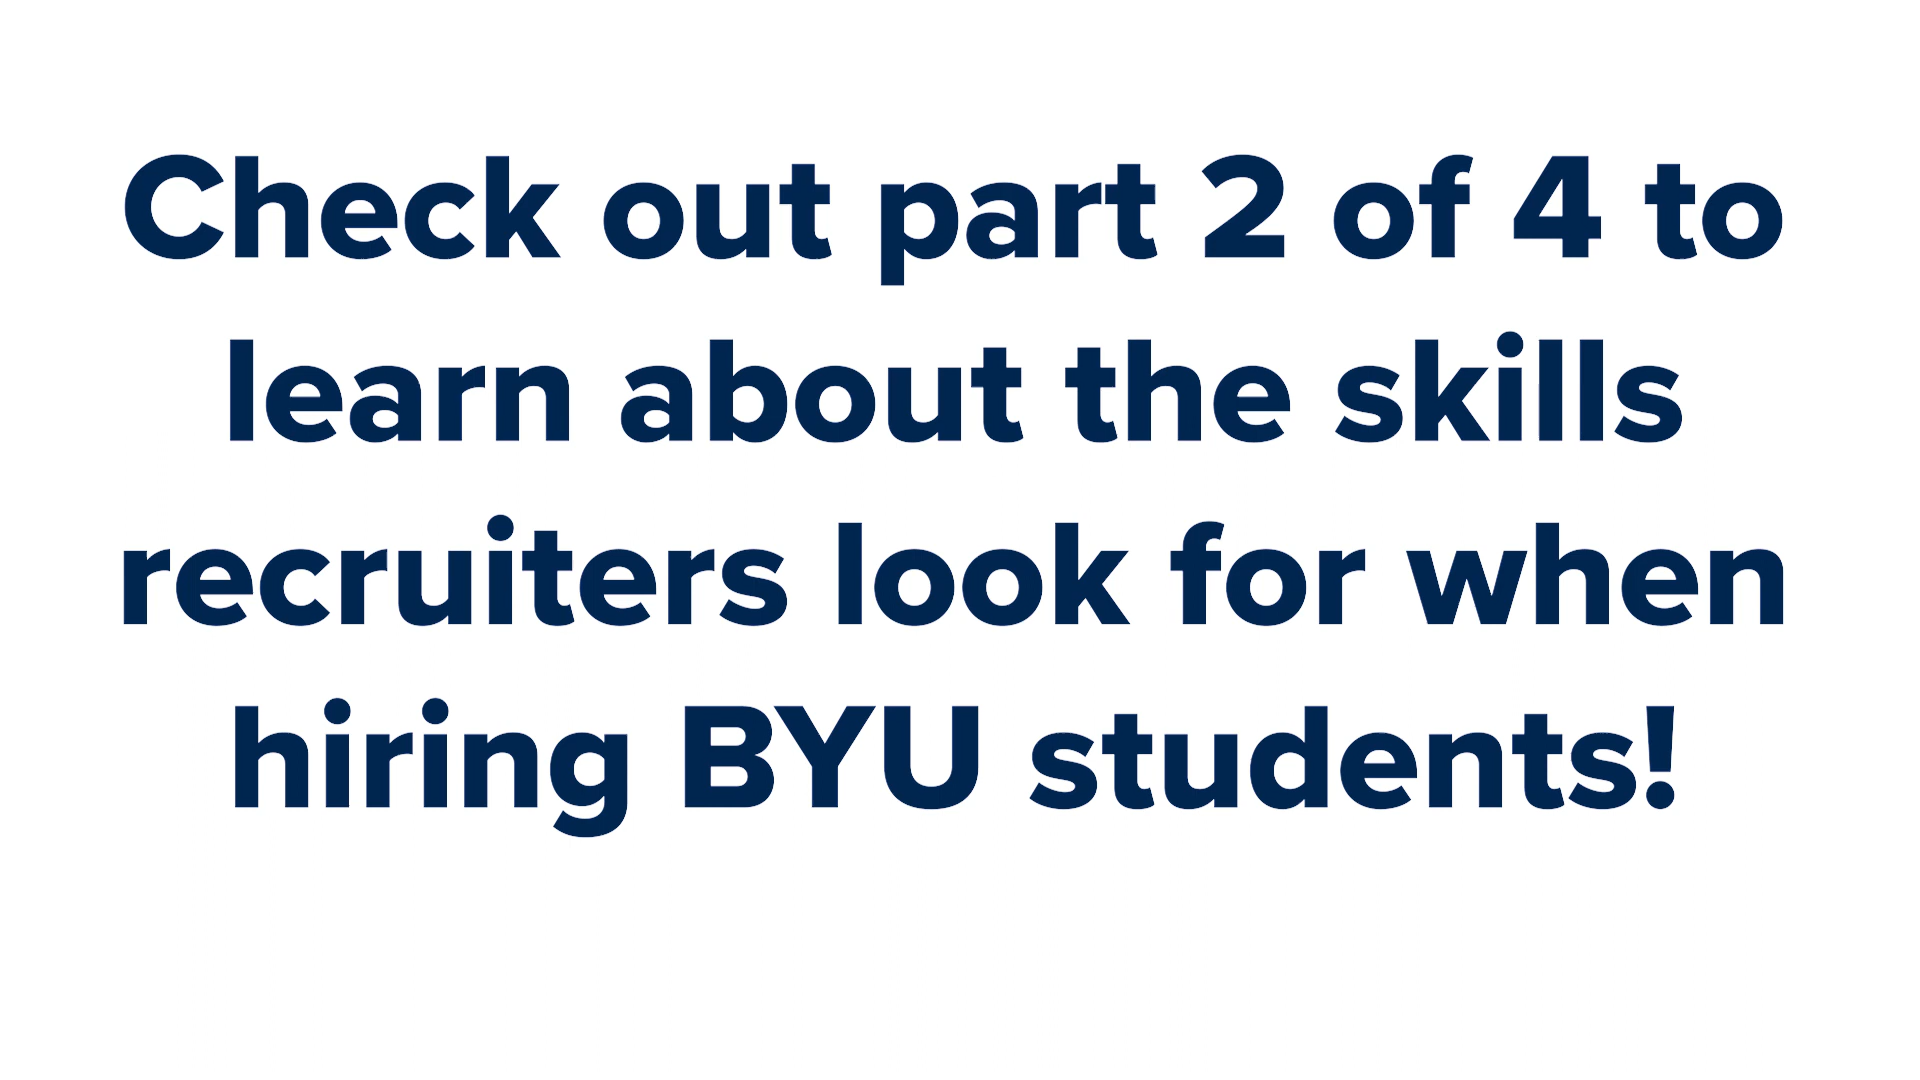 Check out part 2 of 4 to
learn about the skills
recruiters look for when
hiring BYU students!